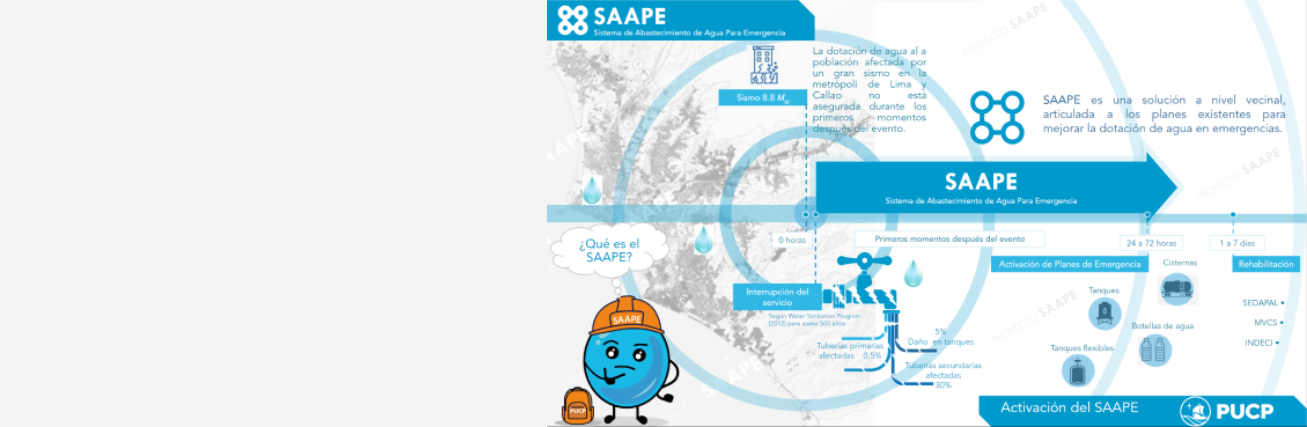 SAAPE
Sistema de Abastecimiento de Agua Para Emergencia
La dotación de agua al a
población afectada por
un gran sismo en la
metrópoli de Lima y
Callao no está
asegurada durante los
primeros momentos
después del evento.
Sismo 8.8 Mw
SAAPE es una solución a nivel vecinal,
articulada a los planes existentes para
mejorar la dotación de agua en emergencias.
SAAPE
Sistema de Abastecimiento de Agua Para Emergencia
¿Qué es el
SAAPE?
0 horas
Primeros momentos después del evento
24 a 72 horas
1 a 7 días
Activación de Planes de Emergencia
Rehabilitación
Cisternas
Tanques
Botellas de agua
Tanques flexibles
SEDAPAL •
MVCS •
INDECI •
Interrupción del
servicio
Según Water Sanitation Program
(2012) para sismo 500 años
Tuberías primarias
afectadas 0.5%
5%
Daño en tanques
Tuberías secundarias
afectadas
30%
SAAPE
PUCP
Activación del SAAPE
PUCP
PROYECTO SAAPE
PROYECTO SAAPE
PROYECTO SAAPE